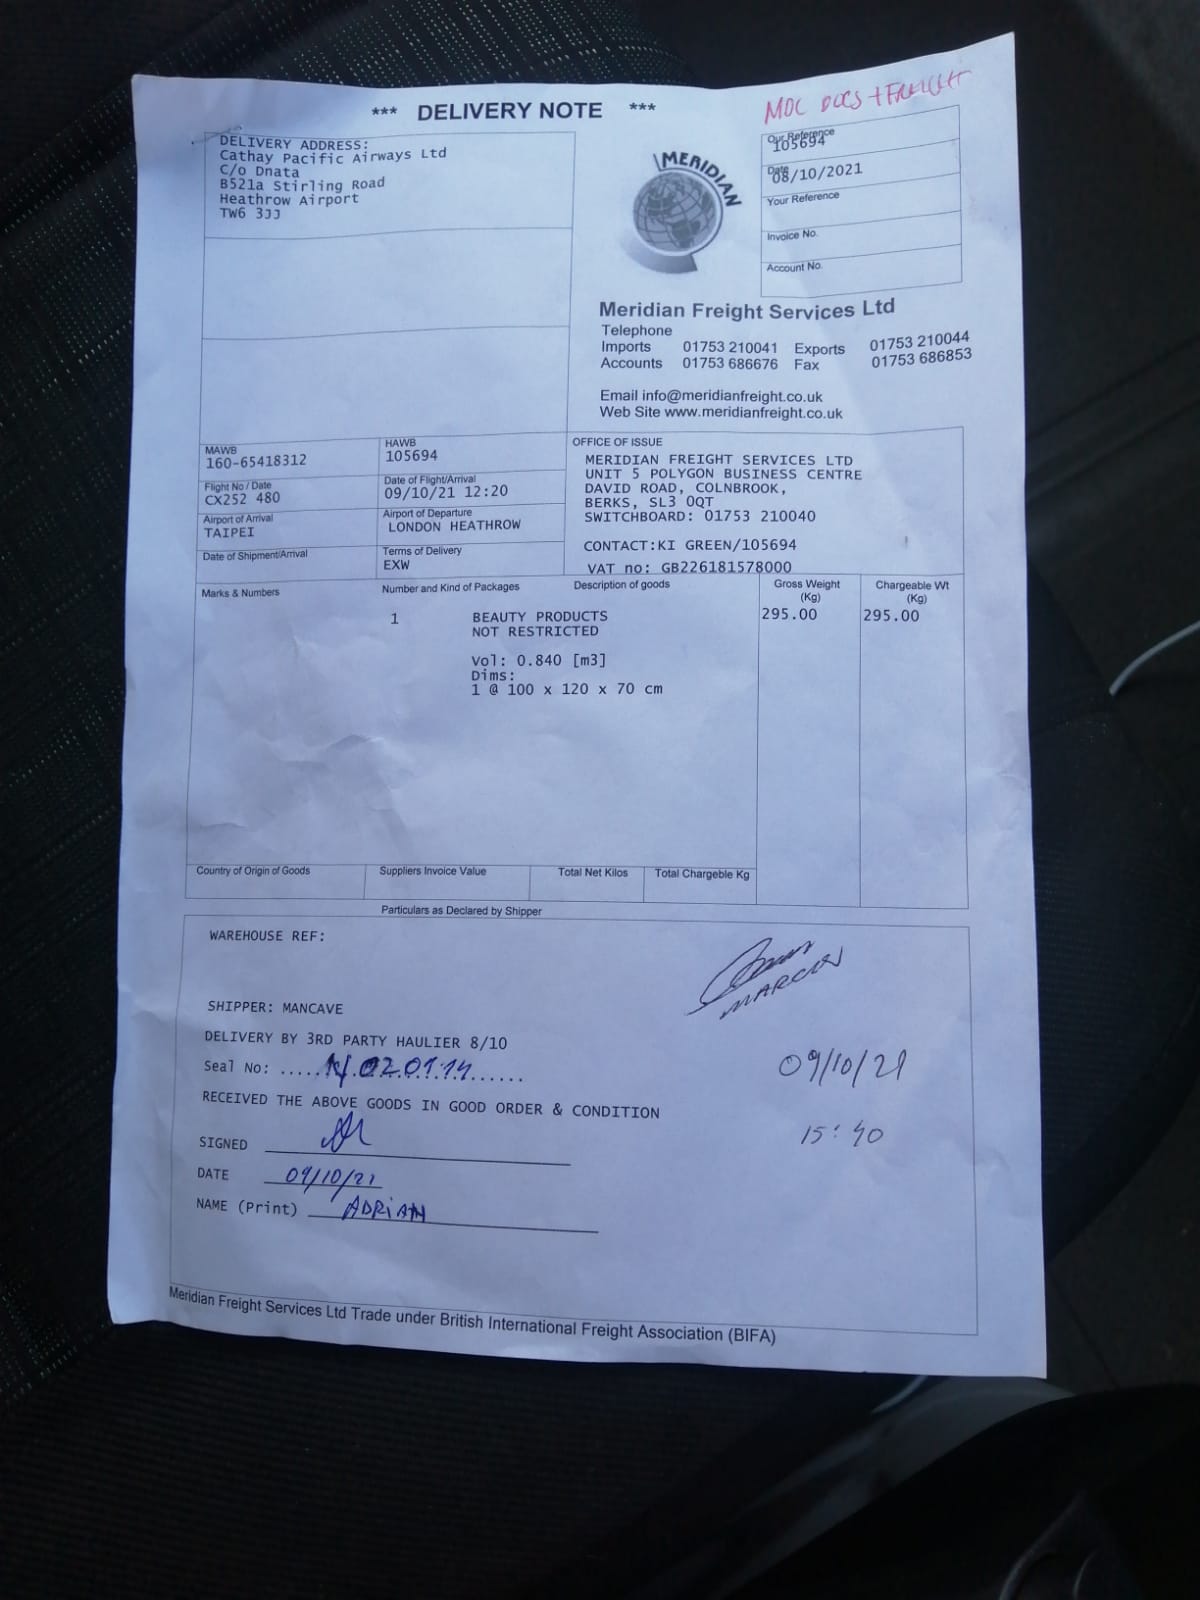 MOC DOCS + FREIGHT
*** DELIVERY NOTE ***
DELIVERY ADDRESS:
Cathay Pacific Airways Ltd
C/o Dnata
B521a Stirling Road
Heathrow Airport
TW6 3JJ
MERIDIAN
Our Reference
105694
Date
08/10/2021
Your Reference
Invoice No.
Account No.
Meridian Freight Services Ltd
Telephone
Imports 01753 210041 Exports 01753 210044
Accounts 01753 686676 Fax 01753 686853
Email info@meridianfreight.co.uk
Web Site www.meridianfreight.co.uk
MAWB
160-65418312
HAWB
105694
Flight No / Date
CX252 480
Date of Flight/Arrival
09/10/21 12:20
Airport of Arrival
TAIPEI
Airport of Departure
LONDON HEATHROW
Date of Shipment/Arrival
Terms of Delivery
EXW
OFFICE OF ISSUE
MERIDIAN FREIGHT SERVICES LTD
UNIT 5 POLYGON BUSINESS CENTRE
DAVID ROAD, COLNBROOK,
BERKS, SL3 0QT
SWITCHBOARD: 01753 210040
CONTACT:KI GREEN/105694
VAT no: GB226181578000
Marks & Numbers Number and Kind of Packages Description of goods Gross Weight (Kg) Chargeable Wt (Kg)
1 BEAUTY PRODUCTS 295.00 295.00
NOT RESTRICTED
Vol: 0.840 [m3]
Dims:
1 @ 100 x 120 x 70 cm
Country of Origin of Goods Suppliers Invoice Value Total Net Kilos Total Chargeble Kg
Particulars as Declared by Shipper
WAREHOUSE REF:
MARCIN
SHIPPER: MANCAVE
DELIVERY BY 3RD PARTY HAULIER 8/10
Seal No:
09/10/21
RECEIVED THE ABOVE GOODS IN GOOD ORDER & CONDITION
15:40
SIGNED
DATE 09/10/21
NAME (Print) ADRIAN
Meridian Freight Services Ltd Trade under British International Freight Association (BIFA)